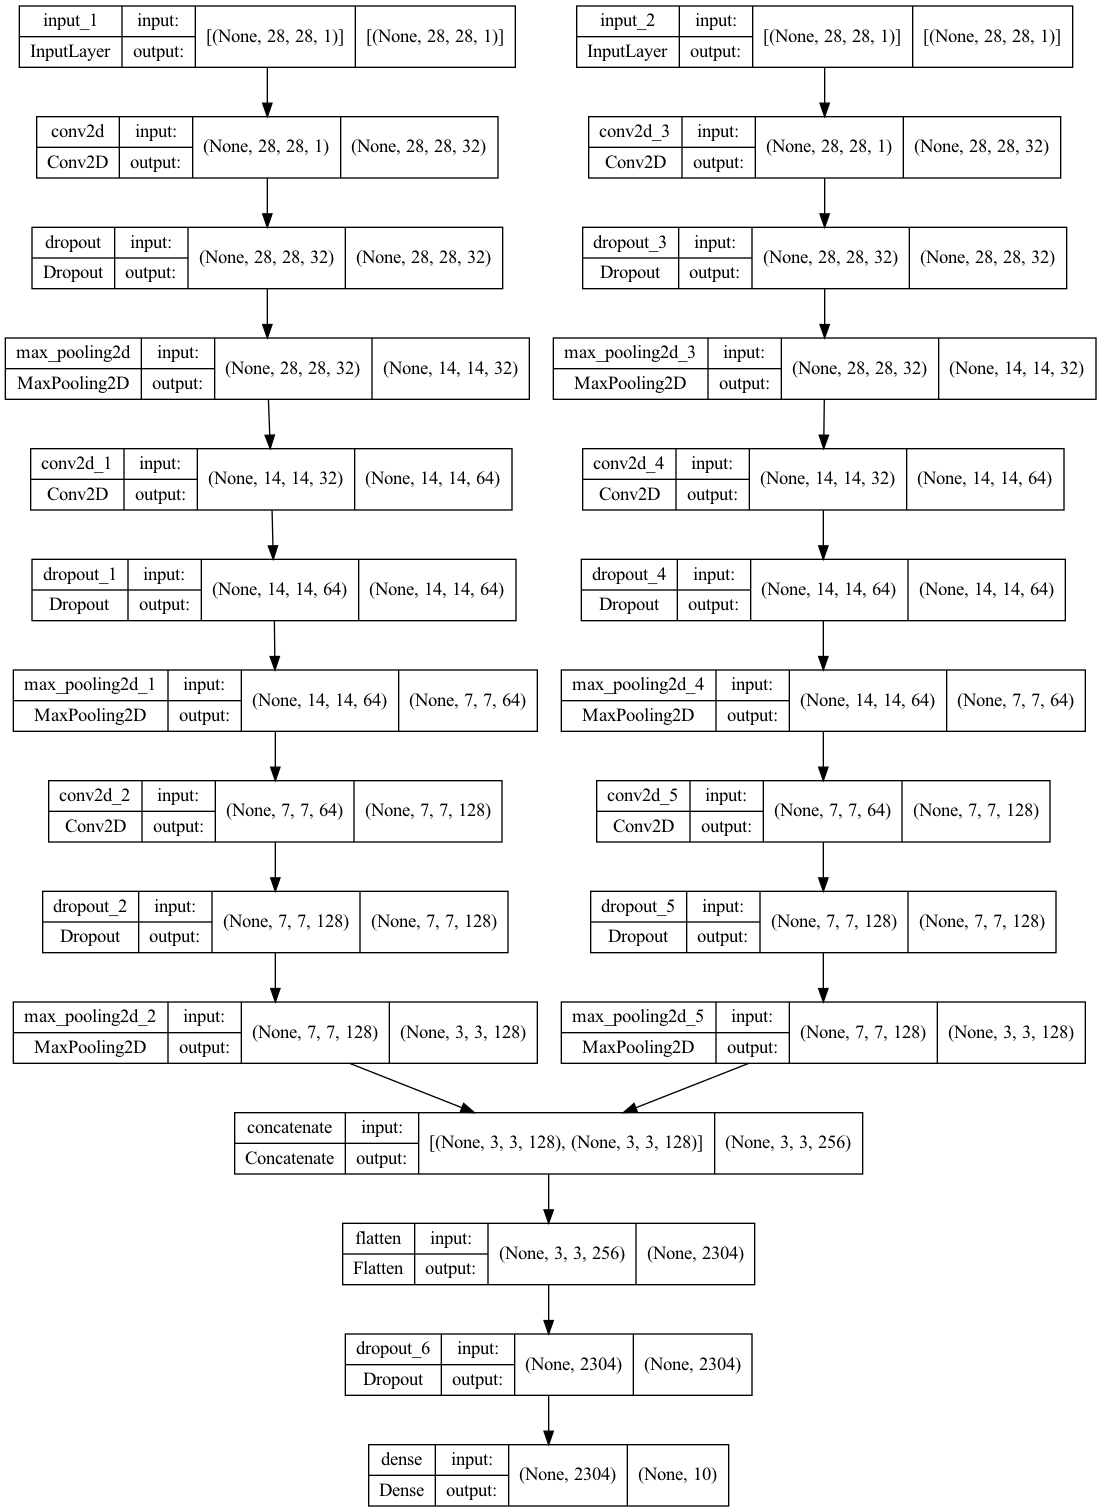 input_1 input: [(None, 28, 28, 1)] [(None, 28, 28, 1)]
InputLayer output:
input_2 input: [(None, 28, 28, 1)] [(None, 28, 28, 1)]
InputLayer output:
conv2d input: (None, 28, 28, 1) (None, 28, 28, 32)
Conv2D output:
conv2d_3 input: (None, 28, 28, 1) (None, 28, 28, 32)
Conv2D output:
dropout input: (None, 28, 28, 32) (None, 28, 28, 32)
Dropout output:
dropout_3 input: (None, 28, 28, 32) (None, 28, 28, 32)
Dropout output:
max_pooling2d input: (None, 28, 28, 32) (None, 14, 14, 32)
MaxPooling2D output:
max_pooling2d_3 input: (None, 28, 28, 32) (None, 14, 14, 32)
MaxPooling2D output:
conv2d_1 input: (None, 14, 14, 32) (None, 14, 14, 64)
Conv2D output:
conv2d_4 input: (None, 14, 14, 32) (None, 14, 14, 64)
Conv2D output:
dropout_1 input: (None, 14, 14, 64) (None, 14, 14, 64)
Dropout output:
dropout_4 input: (None, 14, 14, 64) (None, 14, 14, 64)
Dropout output:
max_pooling2d_1 input: (None, 14, 14, 64) (None, 7, 7, 64)
MaxPooling2D output:
max_pooling2d_4 input: (None, 14, 14, 64) (None, 7, 7, 64)
MaxPooling2D output:
conv2d_2 input: (None, 7, 7, 64) (None, 7, 7, 128)
Conv2D output:
conv2d_5 input: (None, 7, 7, 64) (None, 7, 7, 128)
Conv2D output:
dropout_2 input: (None, 7, 7, 128) (None, 7, 7, 128)
Dropout output:
dropout_5 input: (None, 7, 7, 128) (None, 7, 7, 128)
Dropout output:
max_pooling2d_2 input: (None, 7, 7, 128) (None, 3, 3, 128)
MaxPooling2D output:
max_pooling2d_5 input: (None, 7, 7, 128) (None, 3, 3, 128)
MaxPooling2D output:
concatenate input: [(None, 3, 3, 128), (None, 3, 3, 128)] (None, 3, 3, 256)
Concatenate output:
flatten input: (None, 3, 3, 256) (None, 2304)
Flatten output:
dropout_6 input: (None, 2304) (None, 2304)
Dropout output:
dense input: (None, 2304) (None, 10)
Dense output: